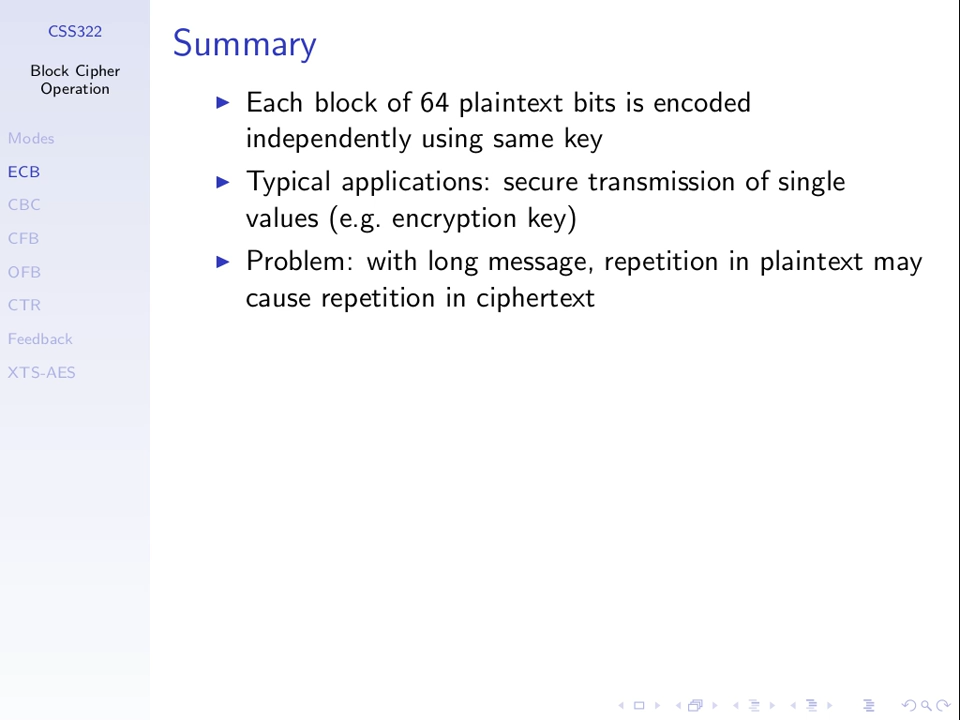 CSS322
Block Cipher
Operation
Modes
ECB
CBC
CFB
OFB
CTR
Feedback
XTS-AES
Summary
Each block of 64 plaintext bits is encoded
independently using same key
Typical applications: secure transmission of single
values (e.g. encryption key)
Problem: with long message, repetition in plaintext may
cause repetition in ciphertext